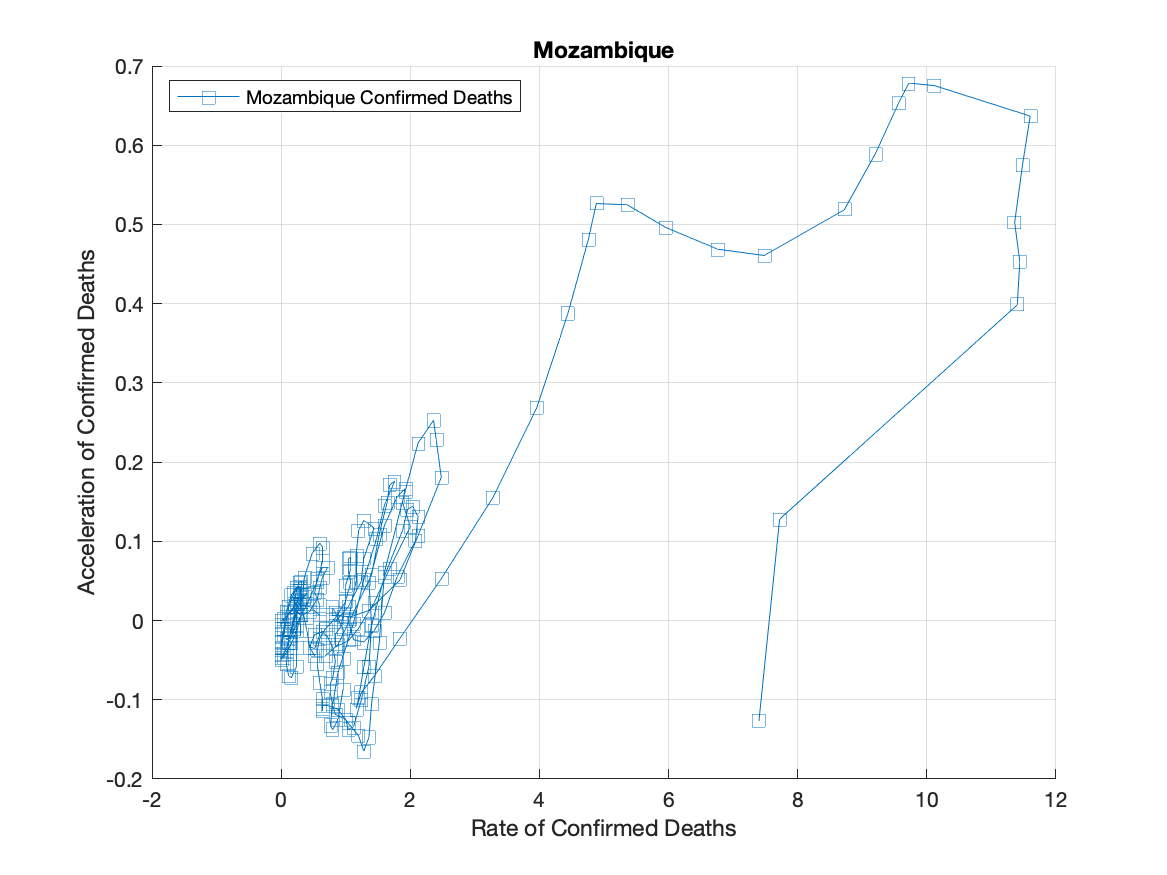 Mozambique
Mozambique Confirmed Deaths
Acceleration of Confirmed Deaths
0.7
0.6
0.5
0.4
0.3
0.2
0.1
0
-0.1
-0.2
-2 0 2 4 6 8 10 12
Rate of Confirmed Deaths